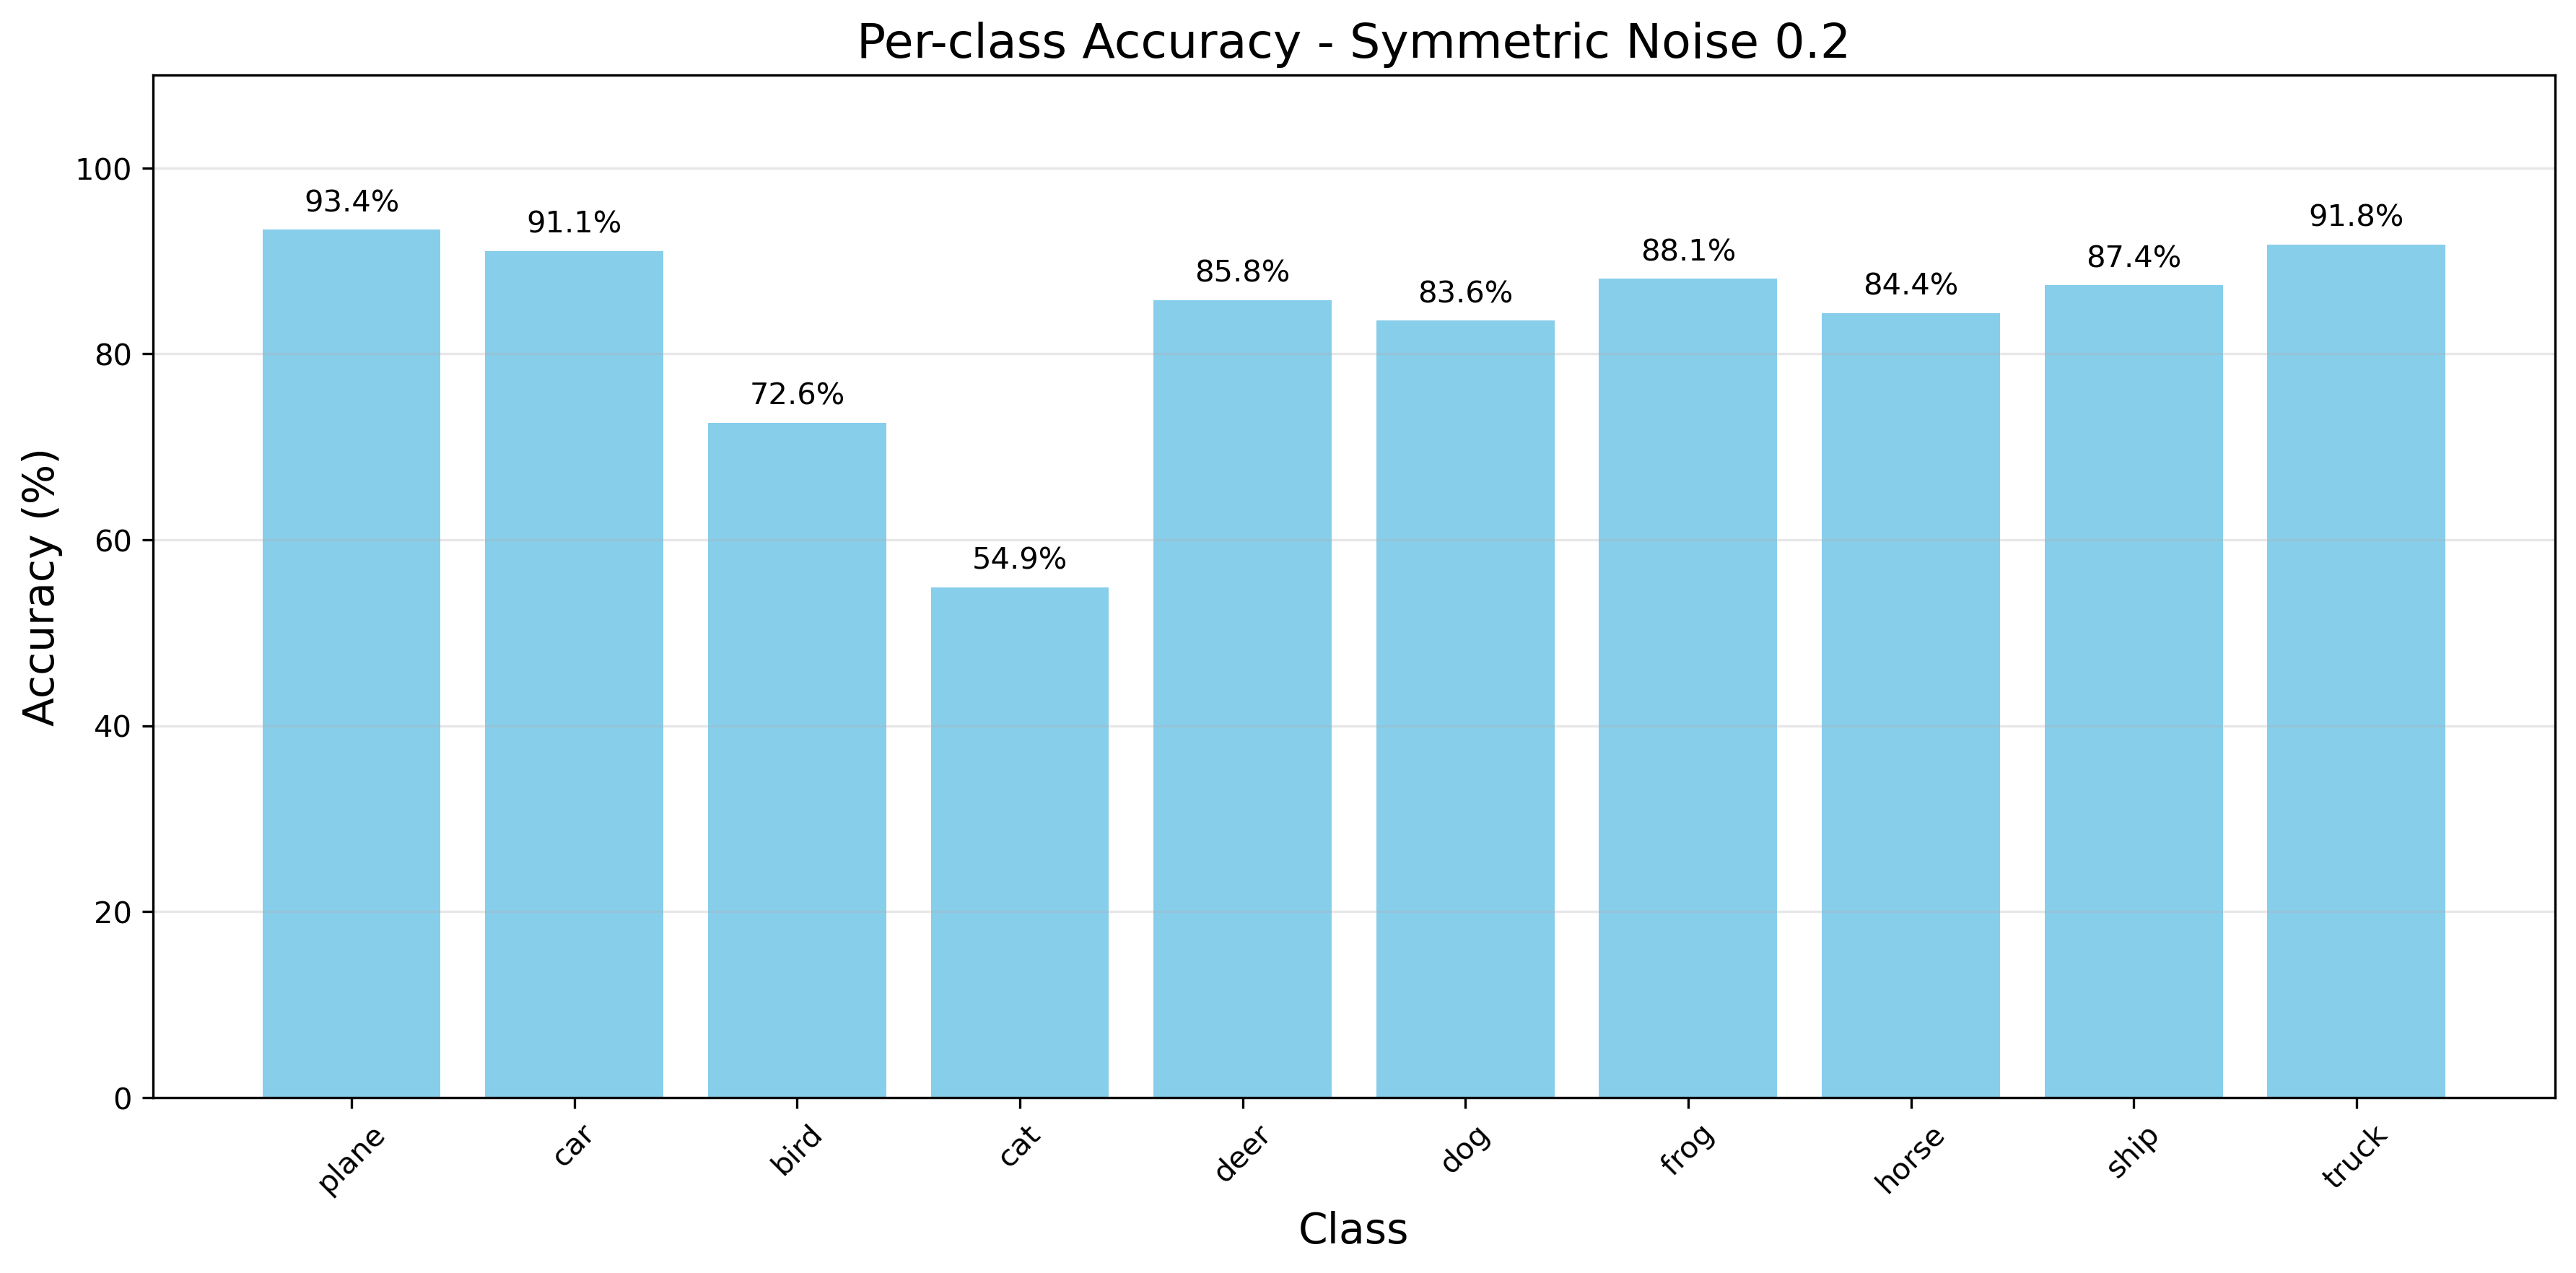 Per-class Accuracy - Symmetric Noise 0.2
Accuracy (%)
100
80
60
40
20
0
93.4%
91.1%
72.6%
54.9%
85.8%
83.6%
88.1%
84.4%
87.4%
91.8%
plane
car
bird
cat
deer
dog
frog
horse
ship
truck
Class